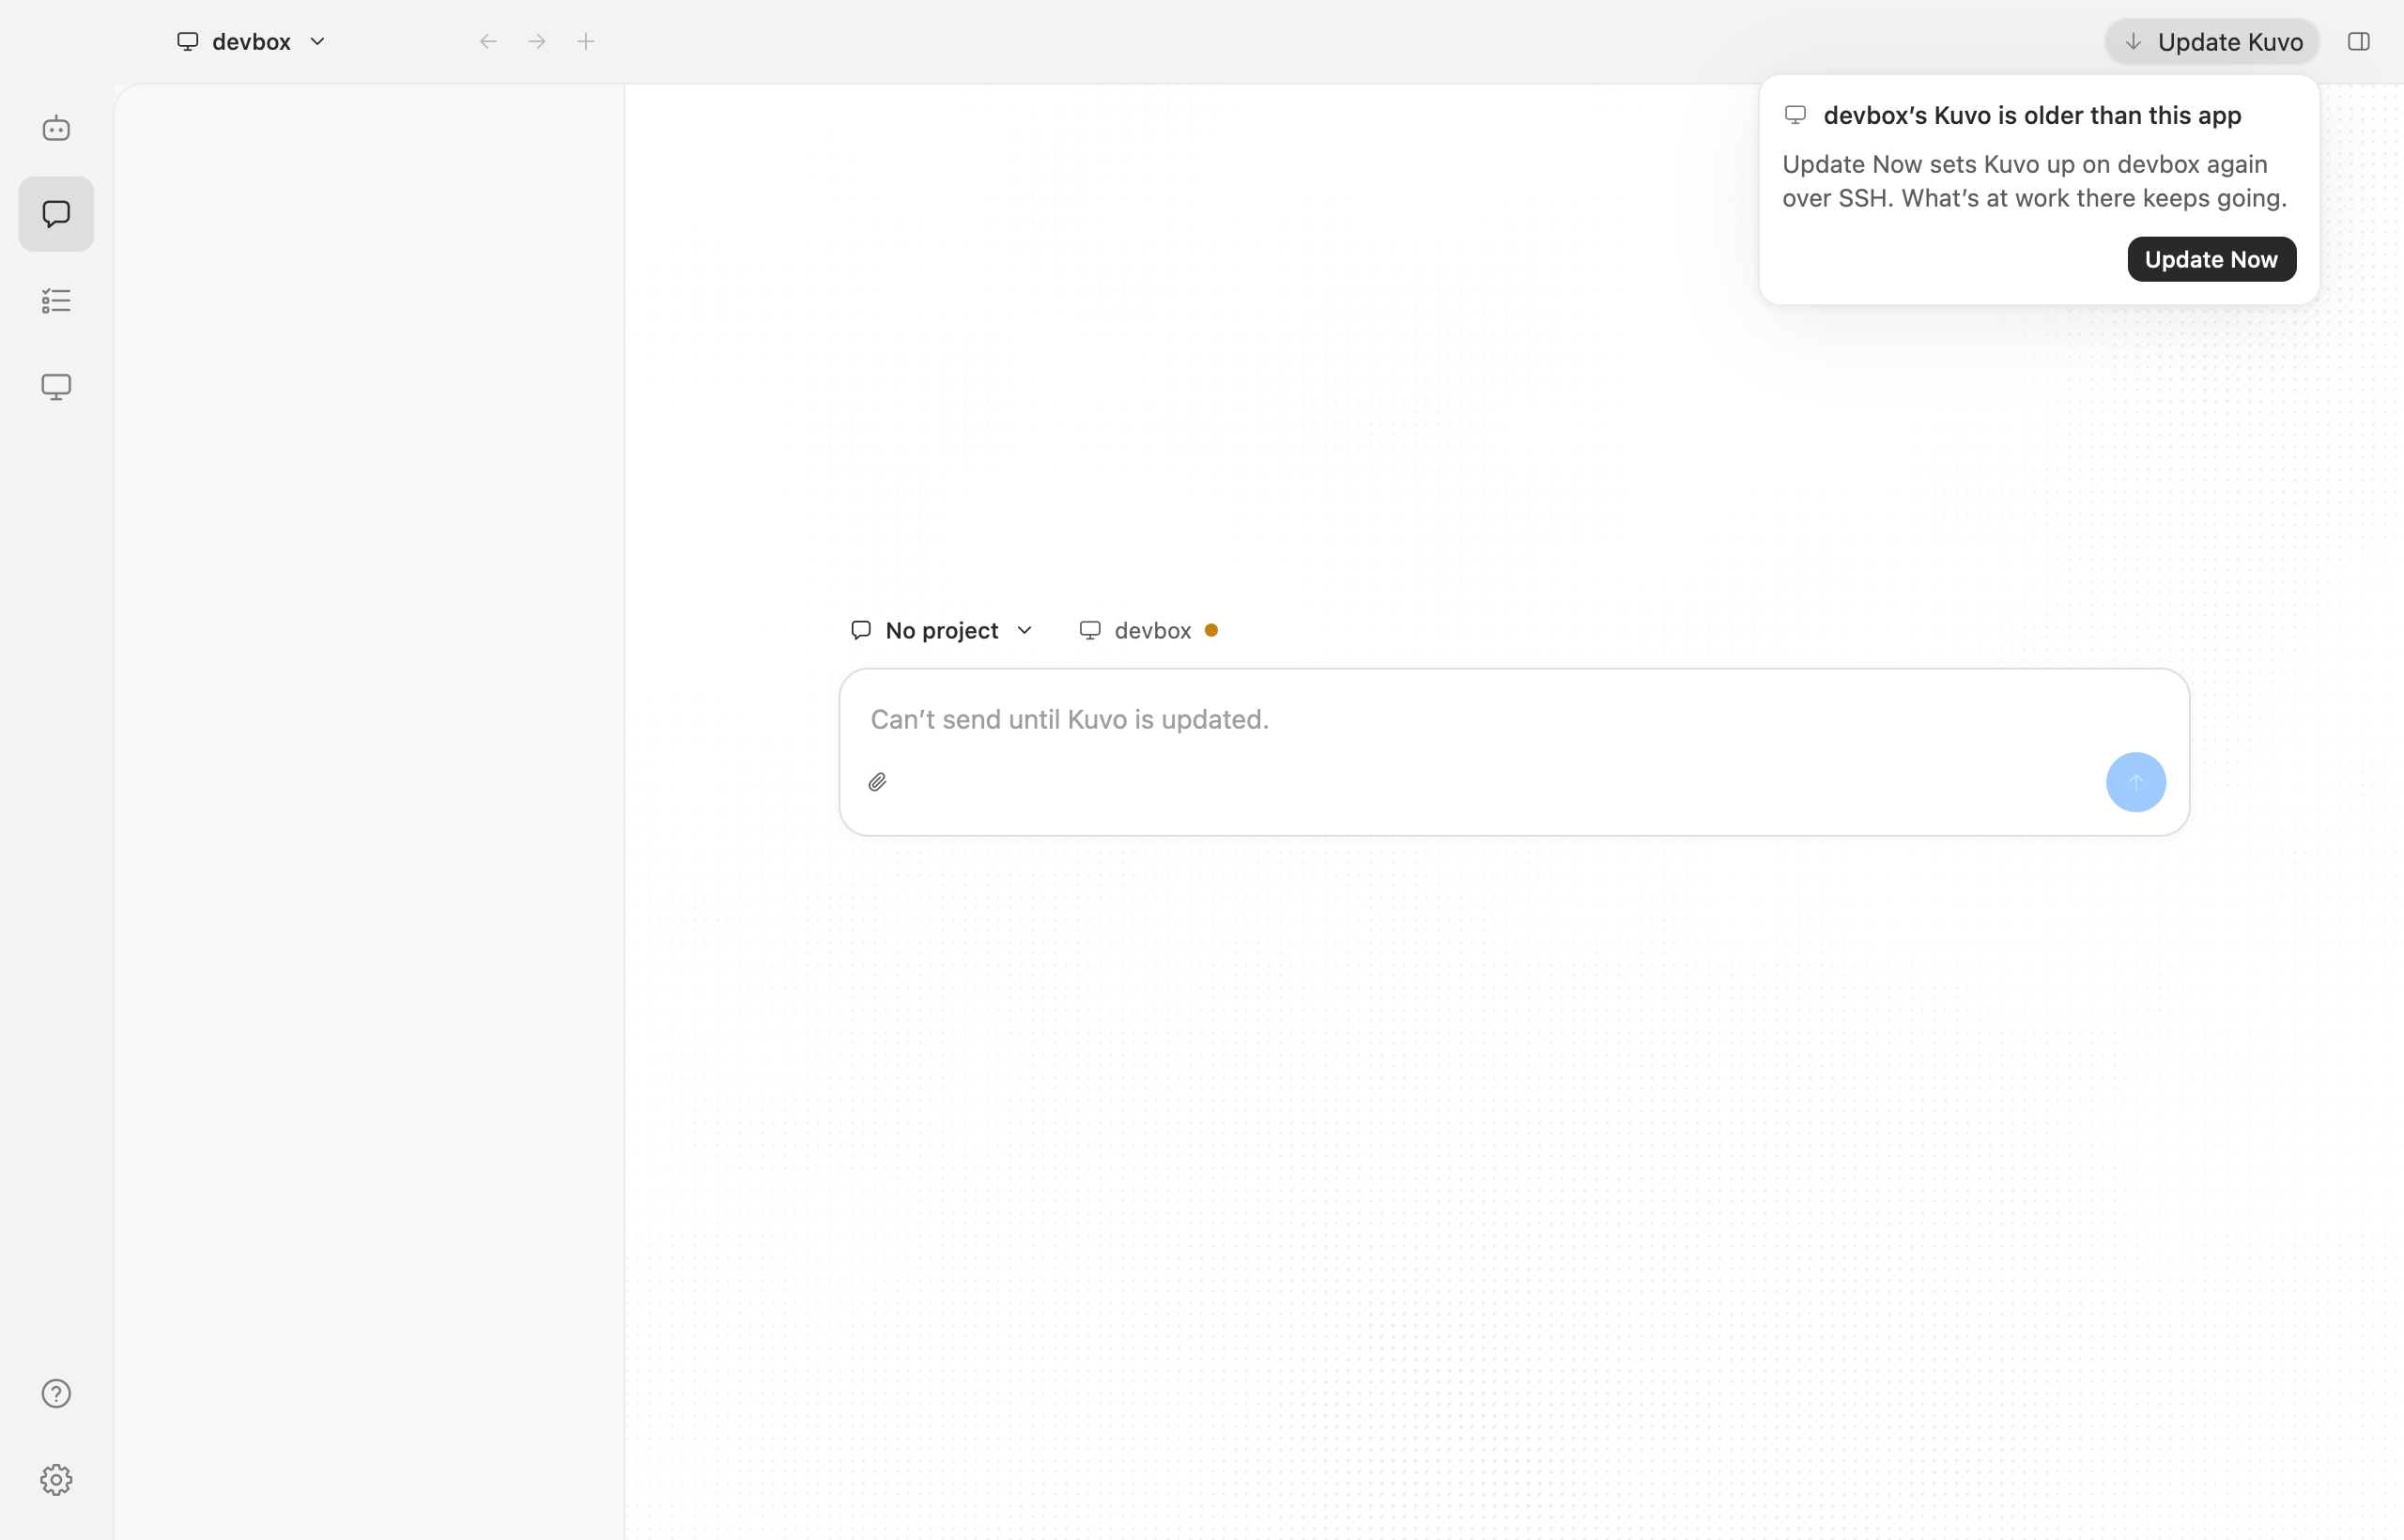 devbox
Update Kuvo
devbox’s Kuvo is older than this app
Update Now sets Kuvo up on devbox again
over SSH. What’s at work there keeps going.
Update Now
No project
devbox
Can’t send until Kuvo is updated.